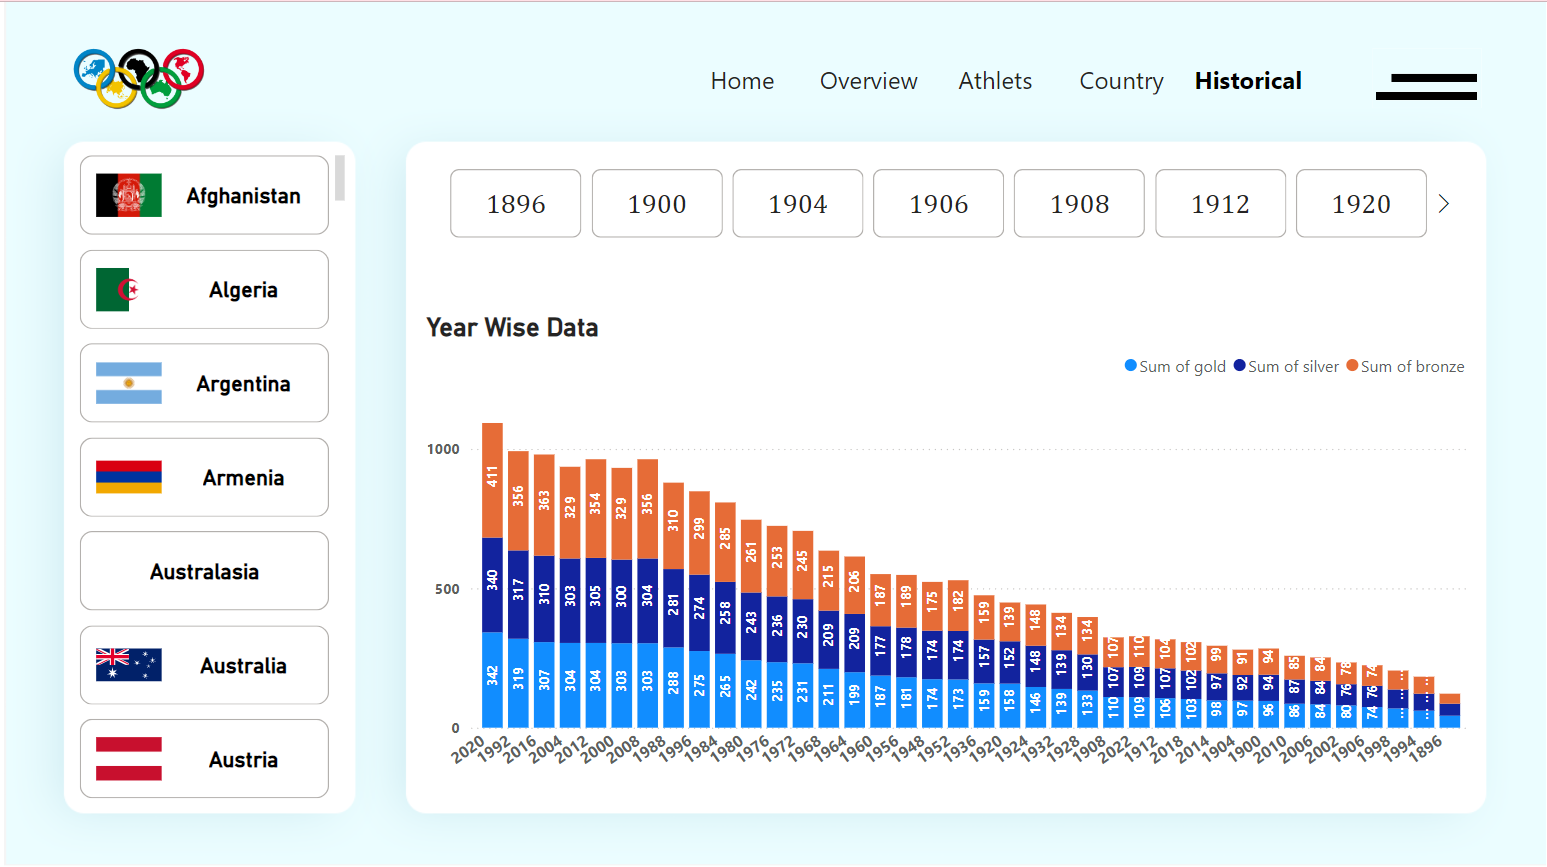 Home Overview Athlets Country Historical
Afghanistan
Algeria
Argentina
Armenia
Australasia
Australia
Austria
1896 1900 1904 1906 1908 1912 1920
Year Wise Data
Sum of gold Sum of silver Sum of bronze
1000
500
0
411 356 363 329 354 329 356 310 299 285 261 253 245 215 206 187 189 175 182 159 139 148 134 134 107 110 104 102 99 91 94 85 84 78 74 ... ...
340 317 310 303 305 300 304 281 274 258 243 236 230 209 209 177 178 174 174 157 152 148 139 130 107 109 107 102 97 92 94 87 84 76 76 ... ...
342 319 307 304 304 303 303 288 275 265 242 235 231 211 199 187 181 174 173 159 158 146 139 133 110 109 106 103 98 97 96 86 84 80 74 ... ...
2020 1992 2016 2004 2012 2000 2008 1988 1996 1984 1980 1976 1972 1968 1964 1960 1956 1948 1952 1936 1920 1924 1932 1928 1908 2022 1912 2018 2014 1904 1900 2010 2006 2002 1906 1998 1994 1896